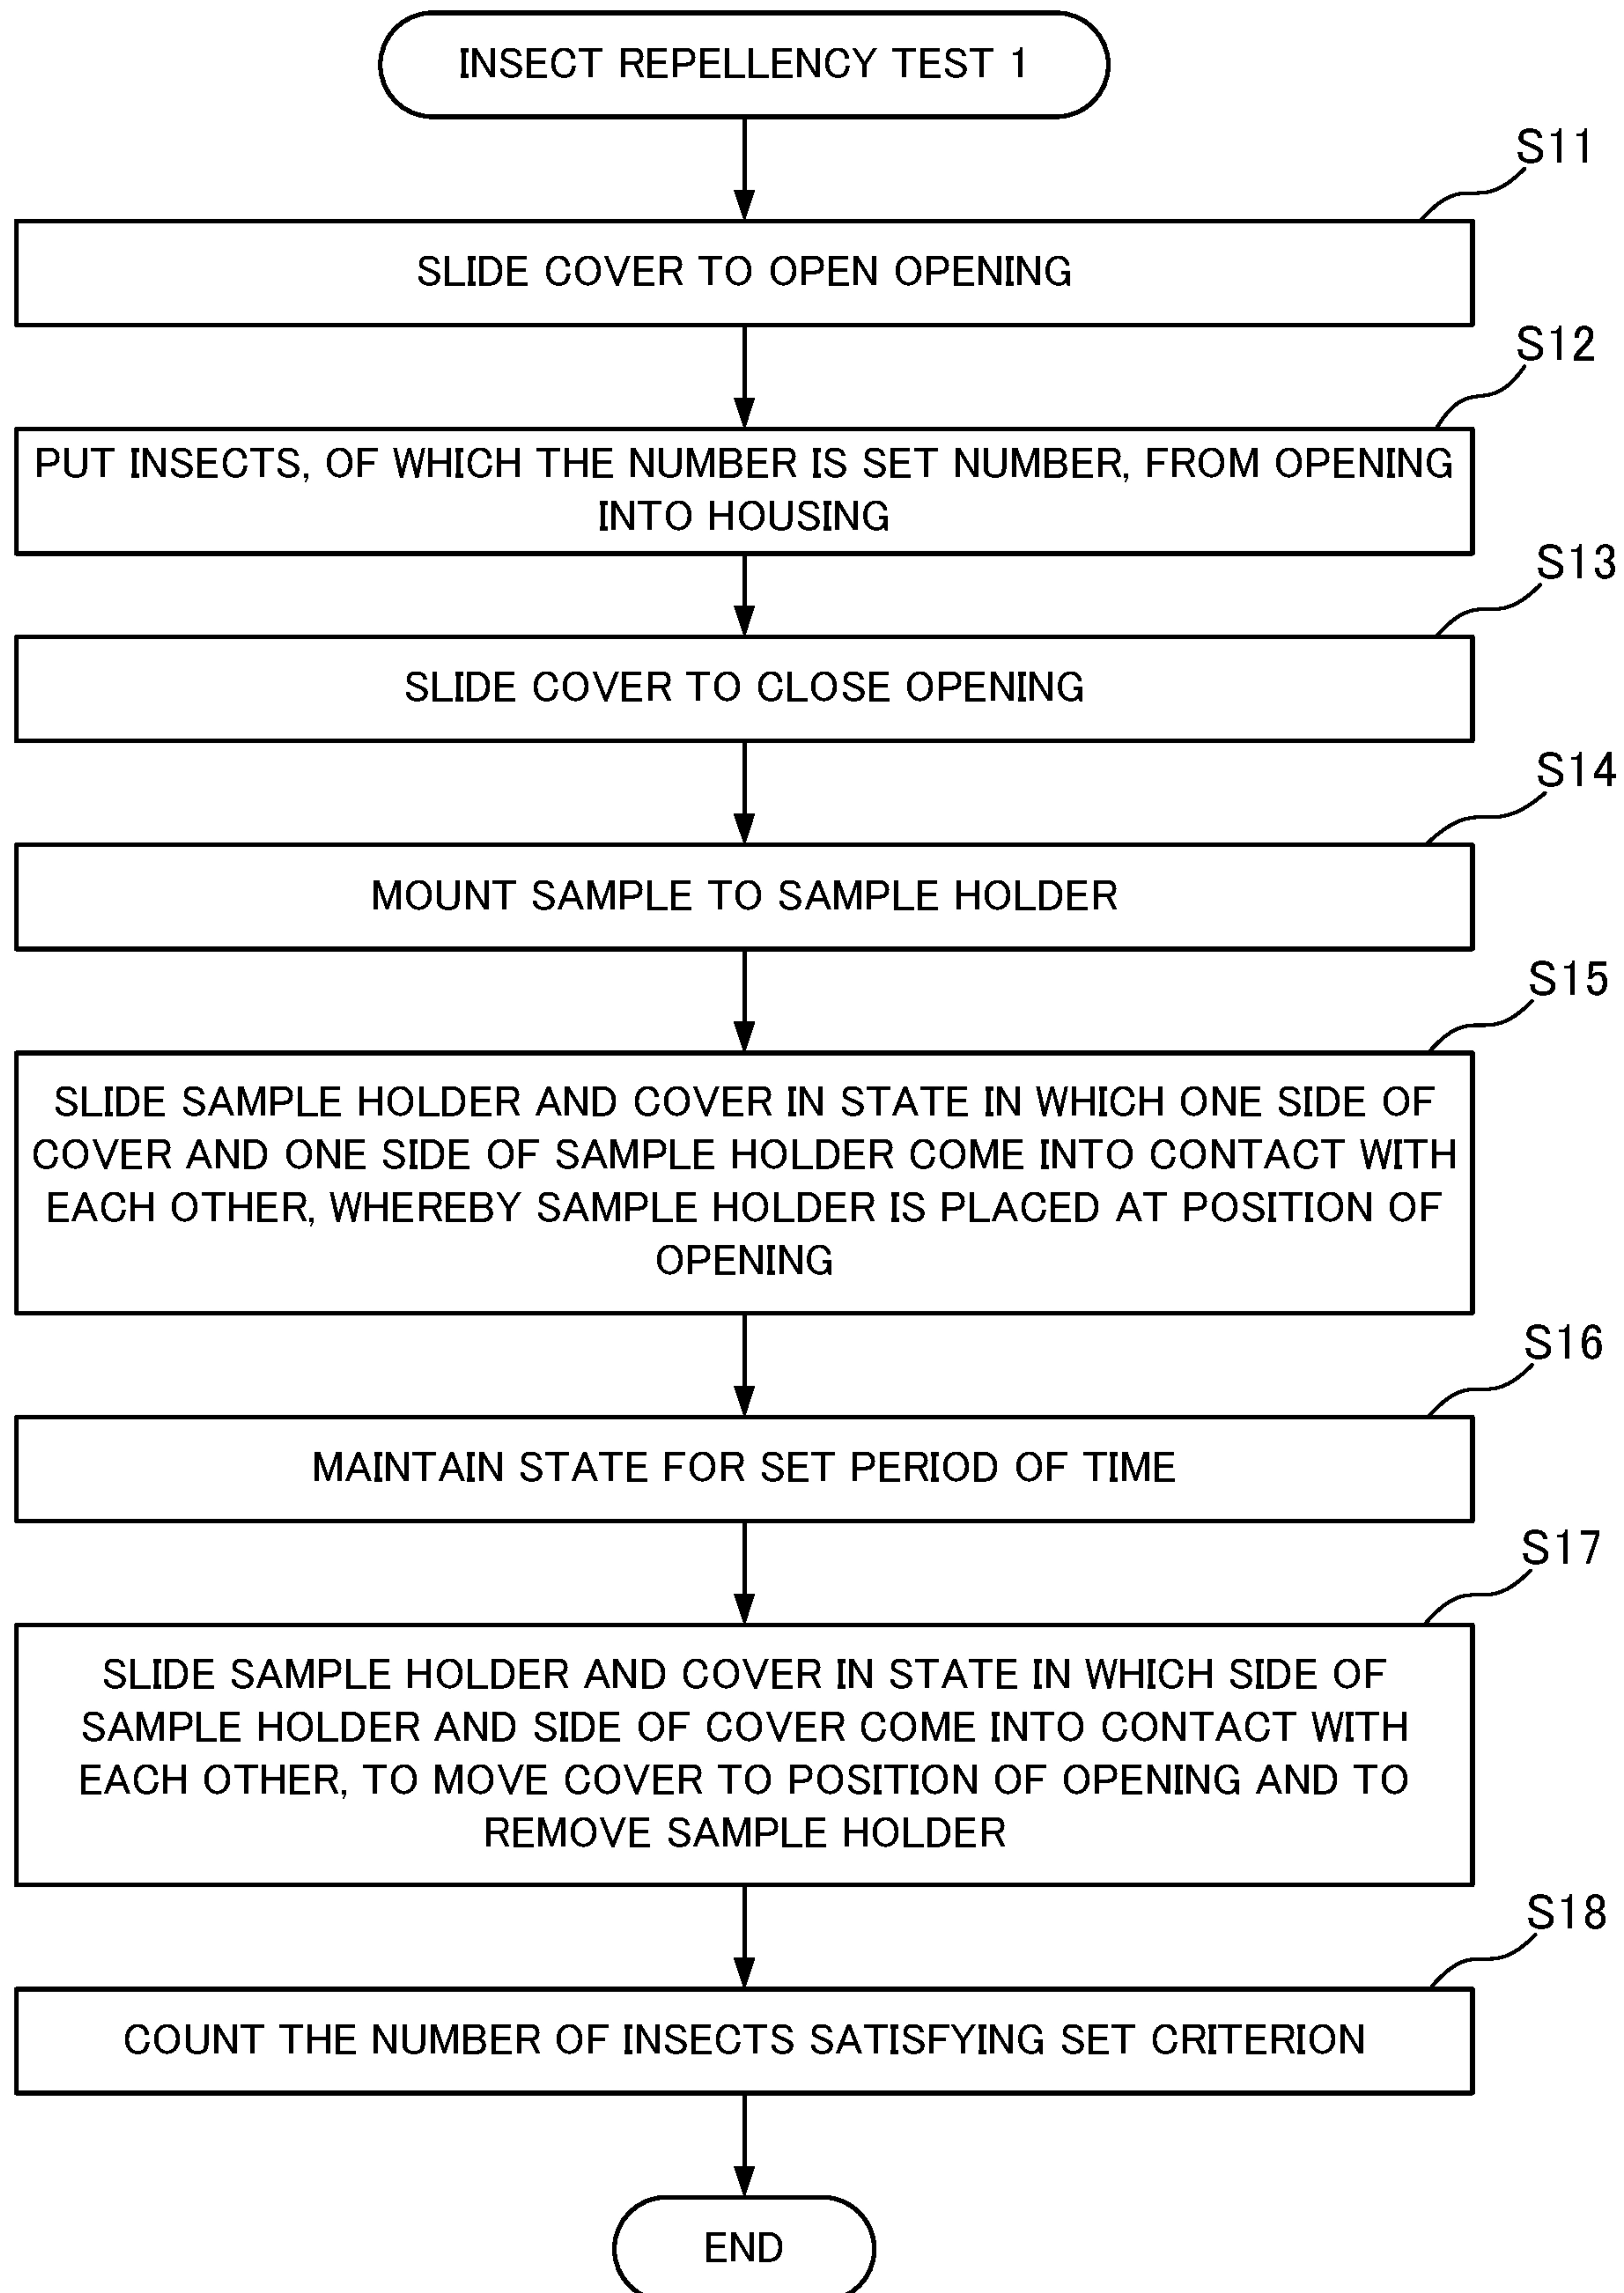 INSECT REPELLENCY TEST 1
S11
SLIDE COVER TO OPEN OPENING
S12
PUT INSECTS, OF WHICH THE NUMBER IS SET NUMBER, FROM OPENING
INTO HOUSING
S13
SLIDE COVER TO CLOSE OPENING
S14
MOUNT SAMPLE TO SAMPLE HOLDER
S15
SLIDE SAMPLE HOLDER AND COVER IN STATE IN WHICH ONE SIDE OF
COVER AND ONE SIDE OF SAMPLE HOLDER COME INTO CONTACT WITH
EACH OTHER, WHEREBY SAMPLE HOLDER IS PLACED AT POSITION OF
OPENING
S16
MAINTAIN STATE FOR SET PERIOD OF TIME
S17
SLIDE SAMPLE HOLDER AND COVER IN STATE IN WHICH SIDE OF
SAMPLE HOLDER AND SIDE OF COVER COME INTO CONTACT WITH
EACH OTHER, TO MOVE COVER TO POSITION OF OPENING AND TO
REMOVE SAMPLE HOLDER
S18
COUNT THE NUMBER OF INSECTS SATISFYING SET CRITERION
END